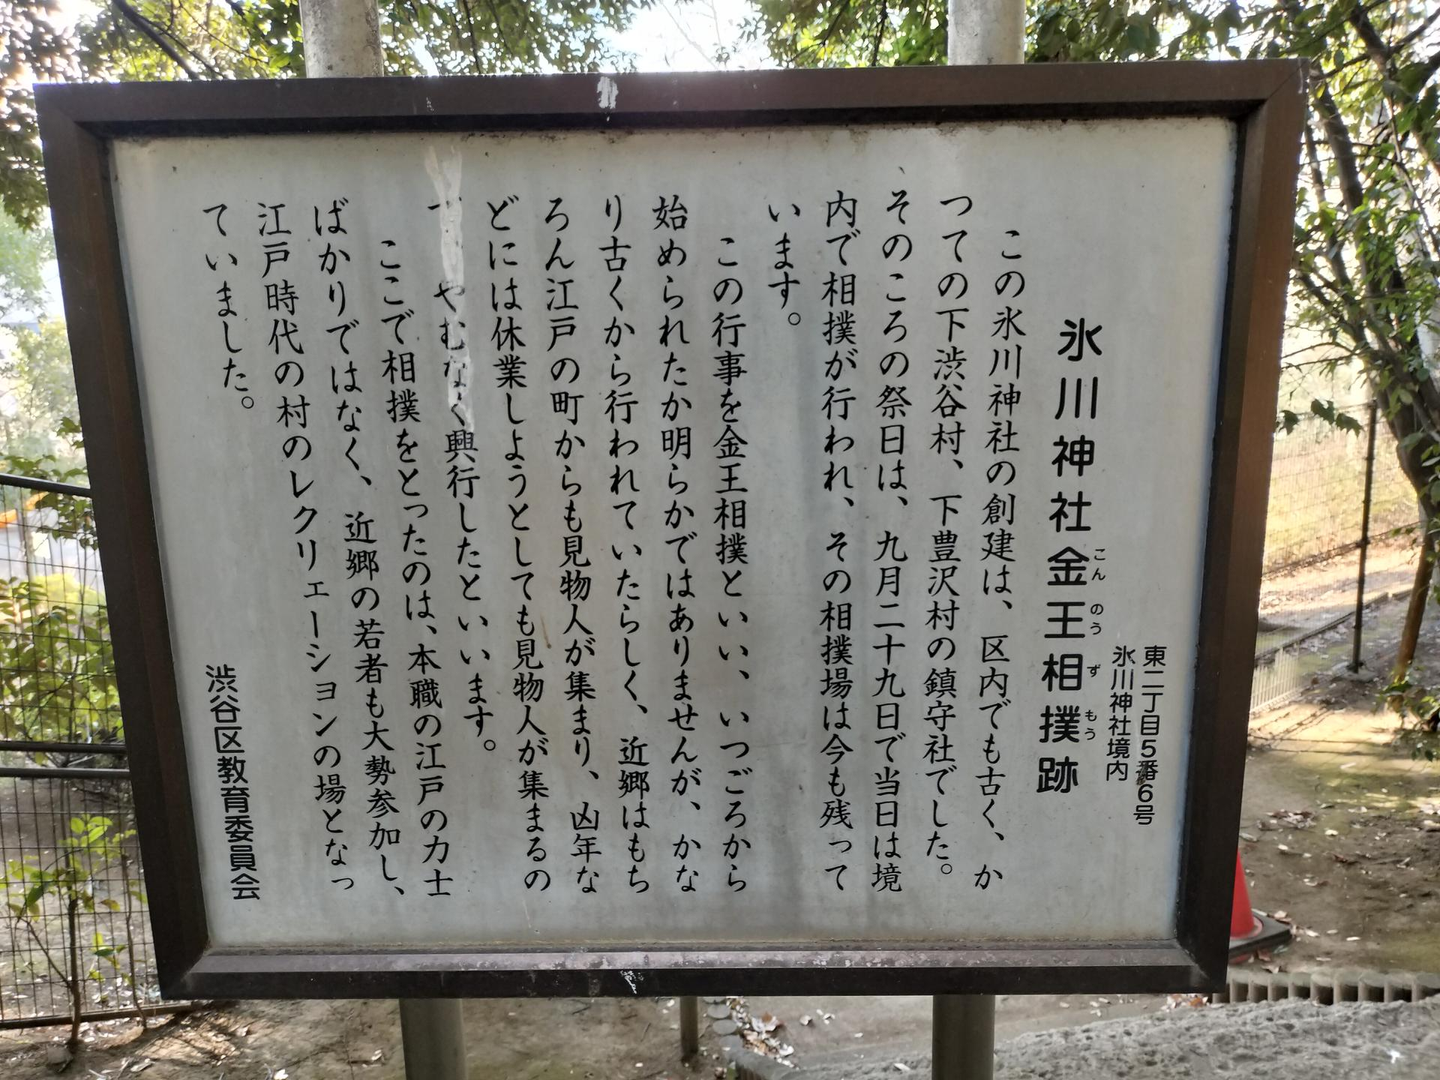 東二丁目5番6号
氷川神社境内
氷川神社金王相撲跡
こんのうずもう
この氷川神社の創建は、区内でも古く、か
つての下渋谷村、下豊沢村の鎮守社でした。
そのころの祭日は、九月二十九日で当日は境
内で相撲が行われ、その相撲場は今も残って
います。
この行事を金王相撲といい、いつごろから
始められたか明らかではありませんが、かな
り古くから行われていたらしく、近郷はもち
ろん江戸の町からも見物人が集まり、凶年な
どには休業しようとしても見物人が集まるの
やむなく興行したといいます。
ここで相撲をとったのは、本職の江戸の力士
ばかりではなく、近郷の若者も大勢参加し、
江戸時代の村のレクリェーションの場となっ
ていました。
渋谷区教育委員会